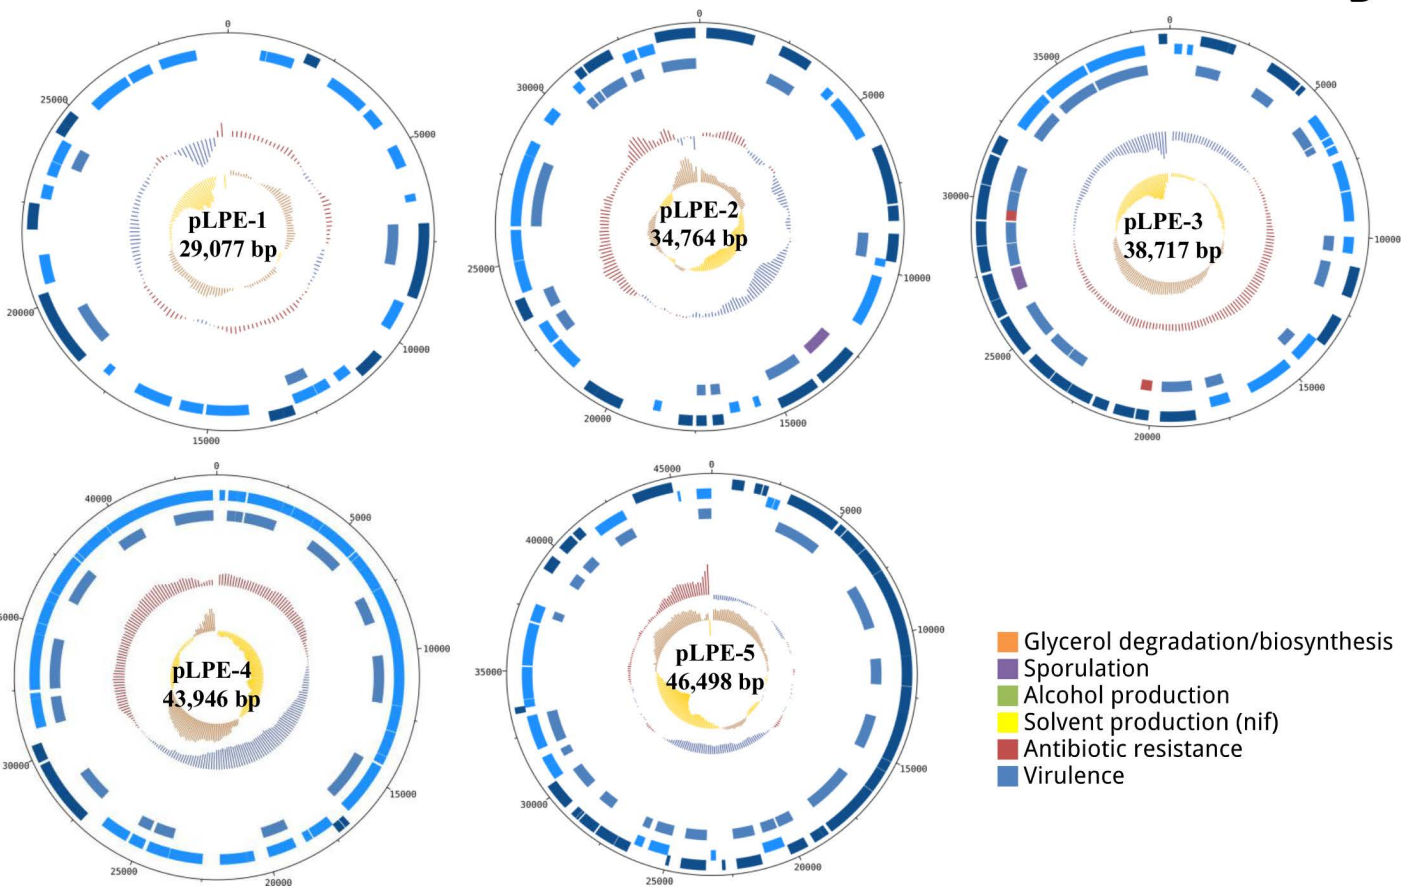 0
5000
10000
15000
20000
25000
pLPE-1
29,077 bp
0
5000
10000
15000
20000
25000
30000
pLPE-2
34,764 bp
0
5000
10000
15000
20000
25000
30000
35000
pLPE-3
38,717 bp
0
5000
10000
15000
20000
25000
30000
5000
40000
pLPE-4
43,946 bp
0
5000
10000
15000
20000
25000
30000
35000
40000
45000
pLPE-5
46,498 bp
Glycerol degradation/biosynthesis
Sporulation
Alcohol production
Solvent production (nif)
Antibiotic resistance
Virulence